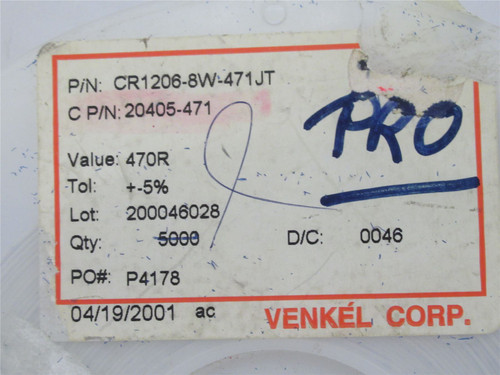 P/N: CR1206-8W-471JT
C P/N: 20405-471
PRO
Value: 470R
Tol: +-5%
Lot: 200046028
Qty: 5000 D/C: 0046
PO#: P4178
04/19/2001 ac VENKÉL CORP.